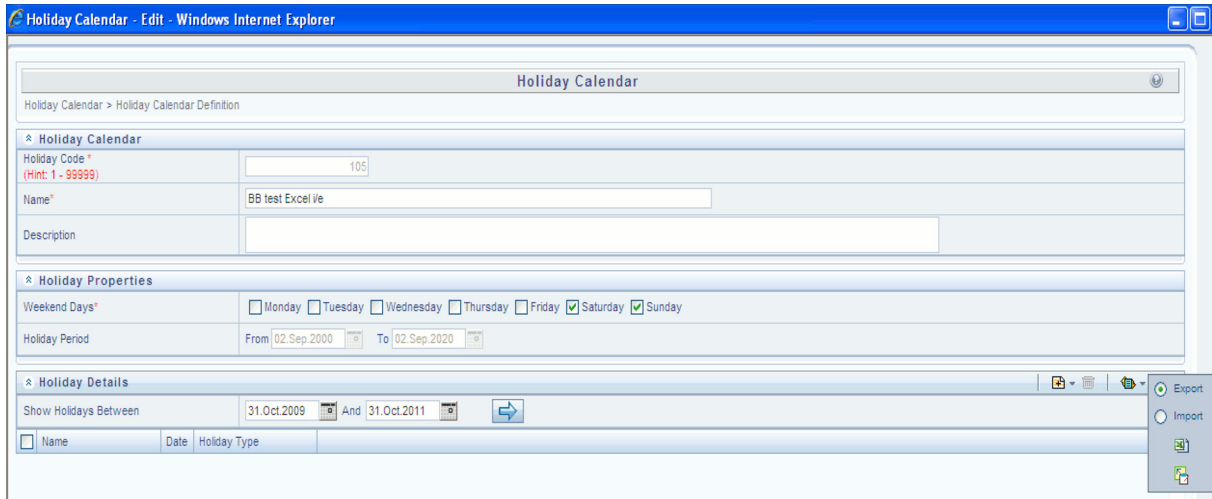 Holiday Calendar - Edit - Windows Internet Explorer
Holiday Calendar
Holiday Calendar > Holiday Calendar Definition
Holiday Calendar
Holiday Code *
(Hint: 1 - 99999)
105
Name*
BB test Excel i/e
Description
Holiday Properties
Weekend Days*
Monday Tuesday Wednesday Thursday Friday Saturday Sunday
Holiday Period
From 02.Sep.2000 To 02.Sep.2020
Holiday Details
Export
Show Holidays Between
31.Oct.2009 And 31.Oct.2011
Import
Name Date Holiday Type